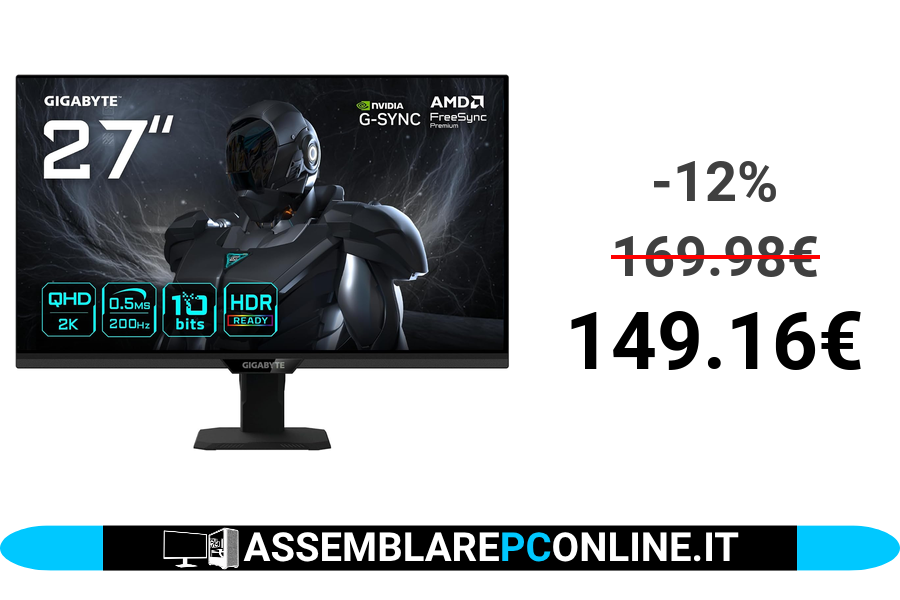 GIGABYTE™
27"
NVIDIA
G-SYNC
AMD
FreeSync
Premium
QHD
2K
0.5MS
200Hz
10
bits
HDR
READY
GIGABYTE
-12%
169.98€
149.16€
ASSEMBLAREPCONLINE.IT